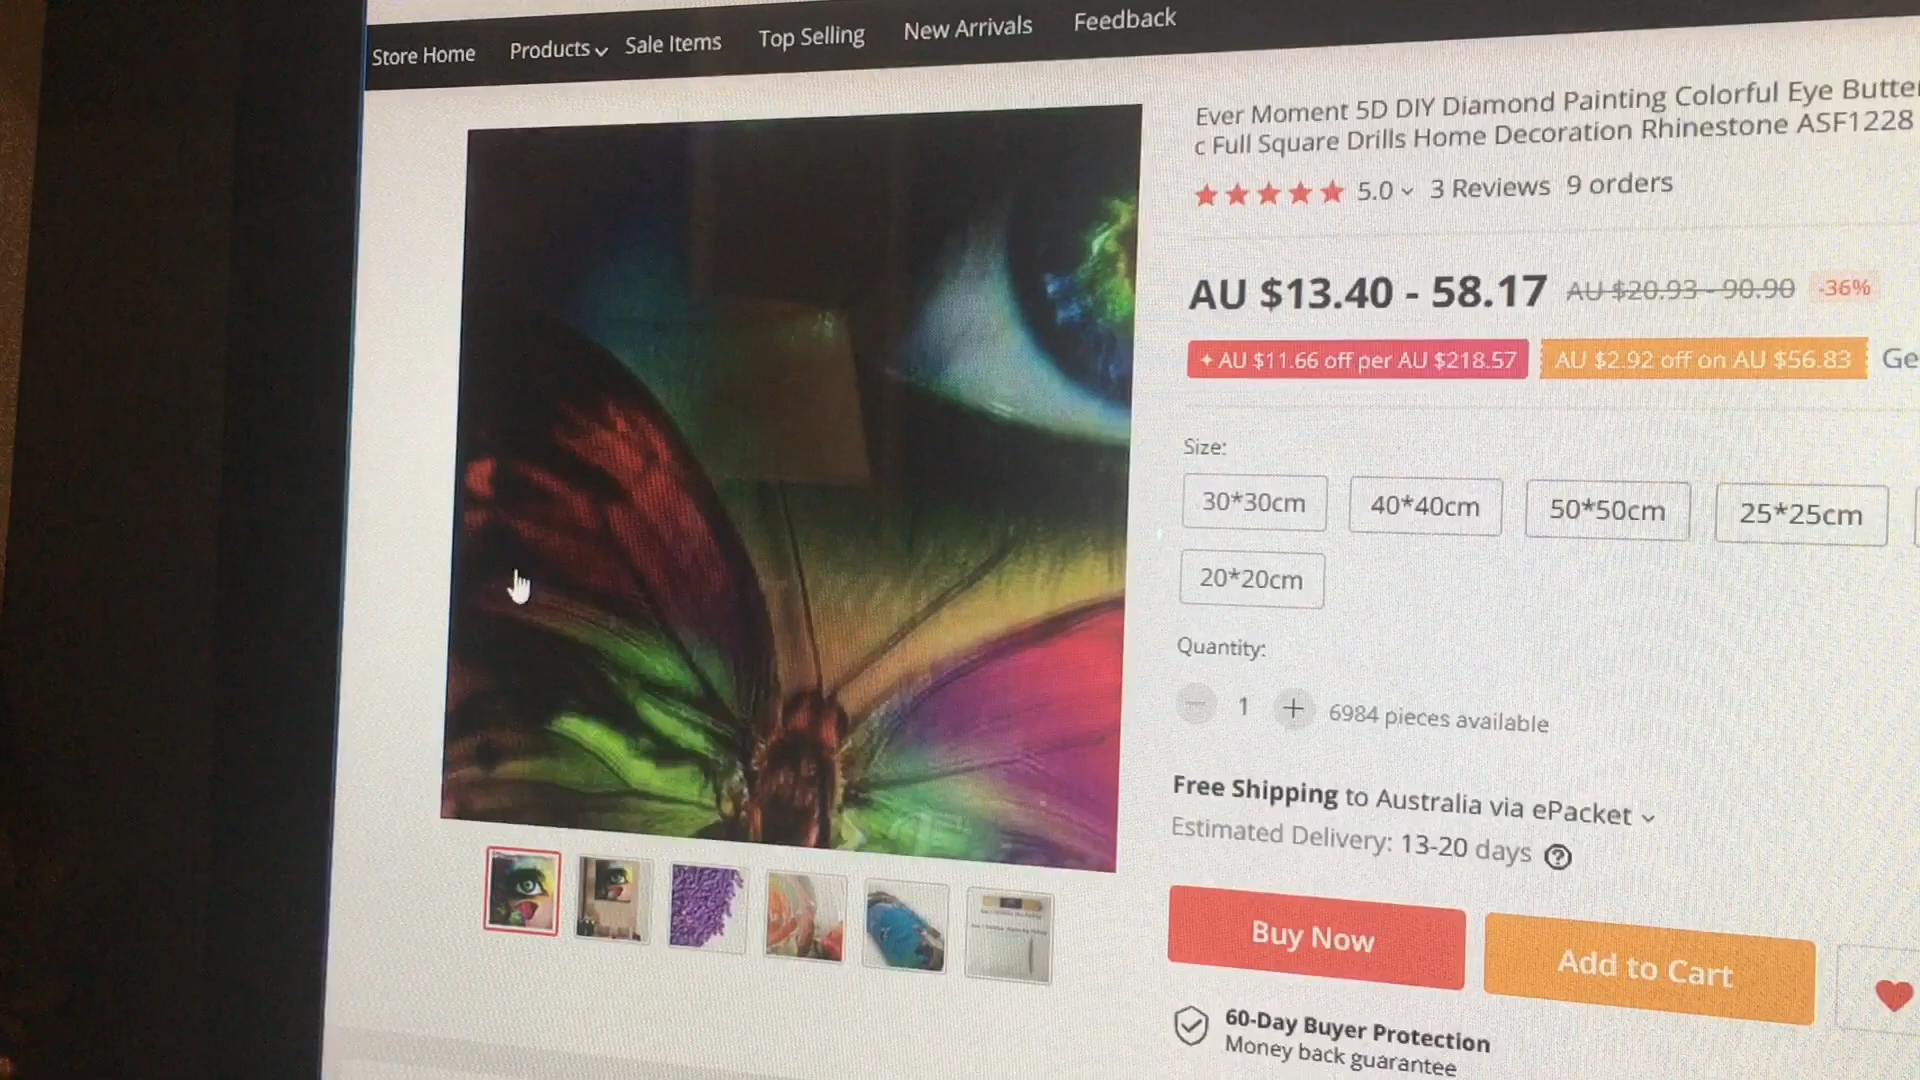 Store Home Products Sale Items Top Selling New Arrivals Feedback
Ever Moment 5D DIY Diamond Painting Colorful Eye
c Full Square Drills Home Decoration Rhinestone ASF1228
5.0 3 Reviews 9 orders
AU $13.40 - 58.17 AU $20.93 - 90.90 -36%
AU $11.66 off per AU $218.57 AU $2.92 off on AU $56.83
Size:
30*30cm 40*40cm 50*50cm 25*25cm
20*20cm
Quantity:
1 + 6984 pieces available
Free Shipping to Australia via ePacket
Estimated Delivery: 13-20 days ?
Buy Now Add to Cart
60-Day Buyer Protection
Money back guarantee